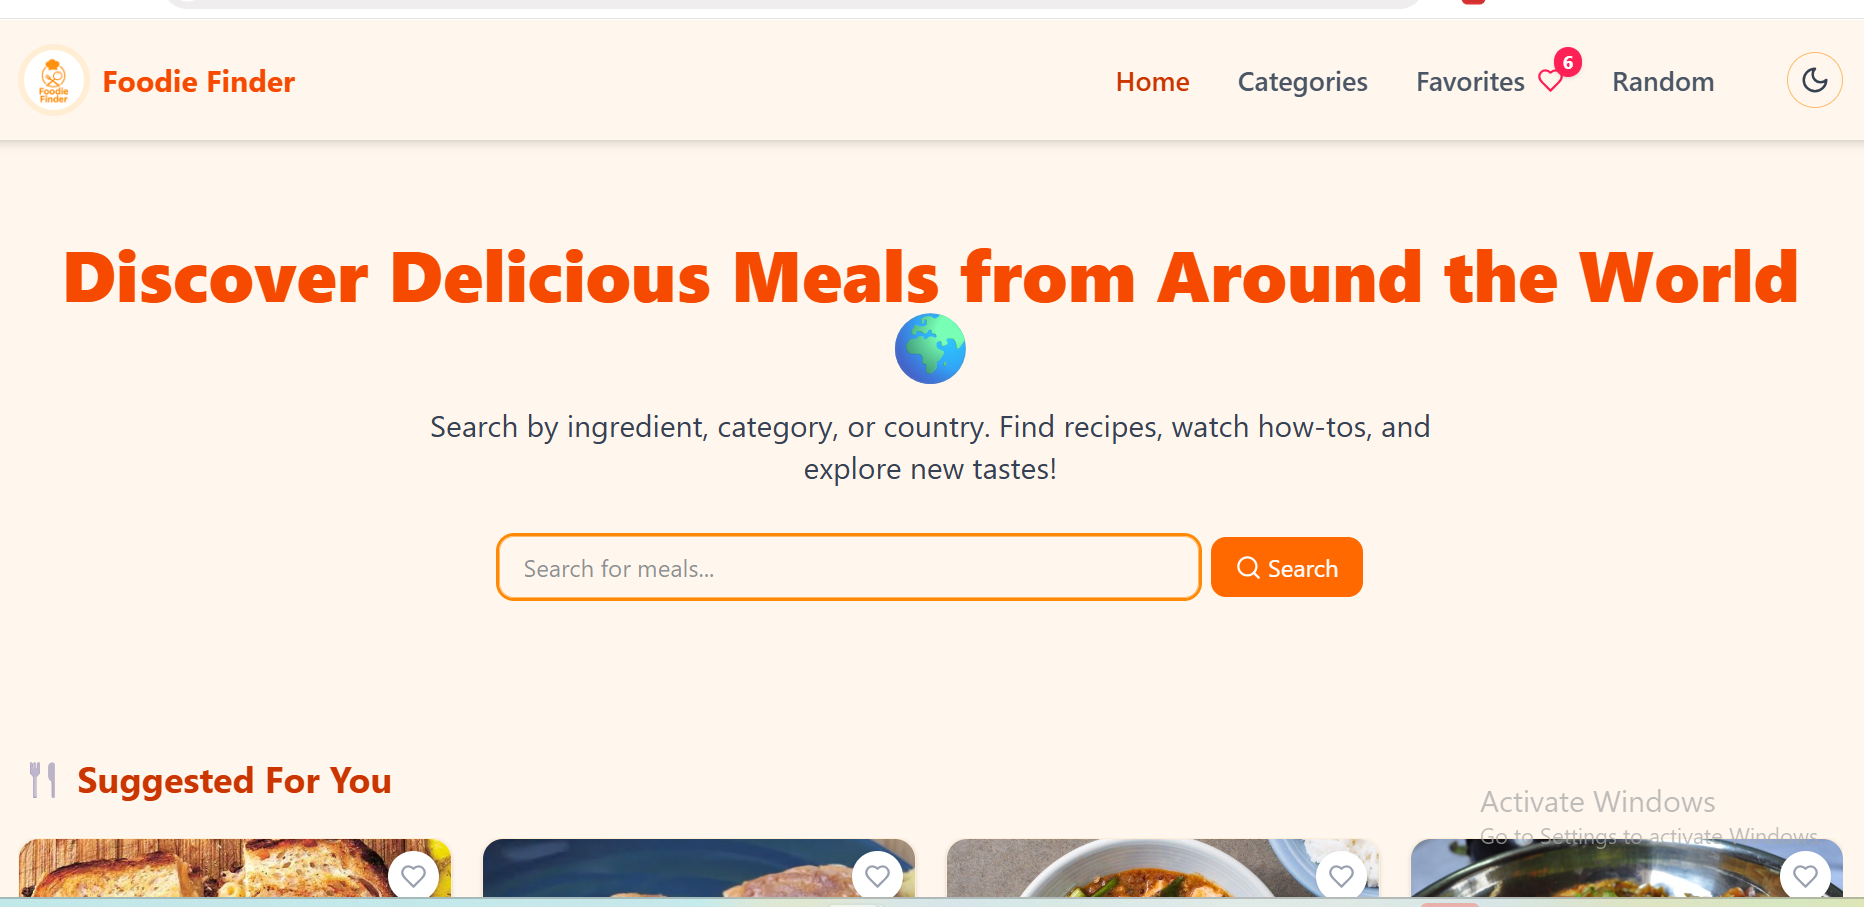 Foodie
Finder
Foodie Finder
Home
Categories
Favorites
6
Random
Discover Delicious Meals from Around the World
Search by ingredient, category, or country. Find recipes, watch how-tos, and
explore new tastes!
Search for meals...
Search
Suggested For You
Activate Windows
Go to Settings to activate Windows.